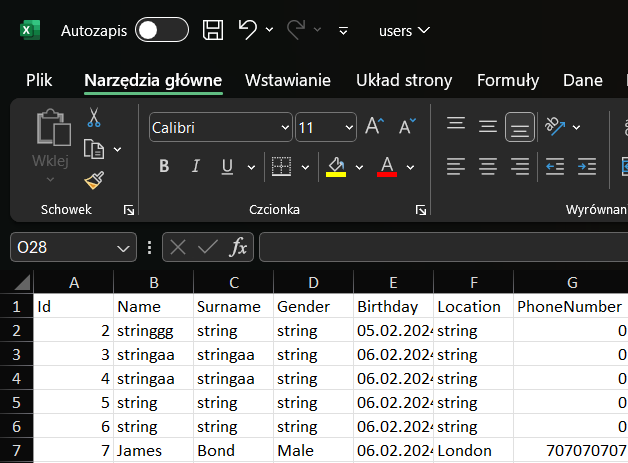 Autozapis users
Plik Narzędzia główne Wstawianie Układ strony Formuły Dane
Wklej Calibri 11
B I U A
Schowek Czcionka Wyrównan
O28 fx
A B C D E F G
1 Id Name Surname Gender Birthday Location PhoneNumber
2 2 stringgg string string 05.02.2024 string 0
3 3 stringaa stringaa string 06.02.2024 string 0
4 4 stringaa stringaa string 06.02.2024 string 0
5 5 string string string 06.02.2024 string 0
6 6 string string string 06.02.2024 string 0
7 7 James Bond Male 06.02.2024 London 707070707